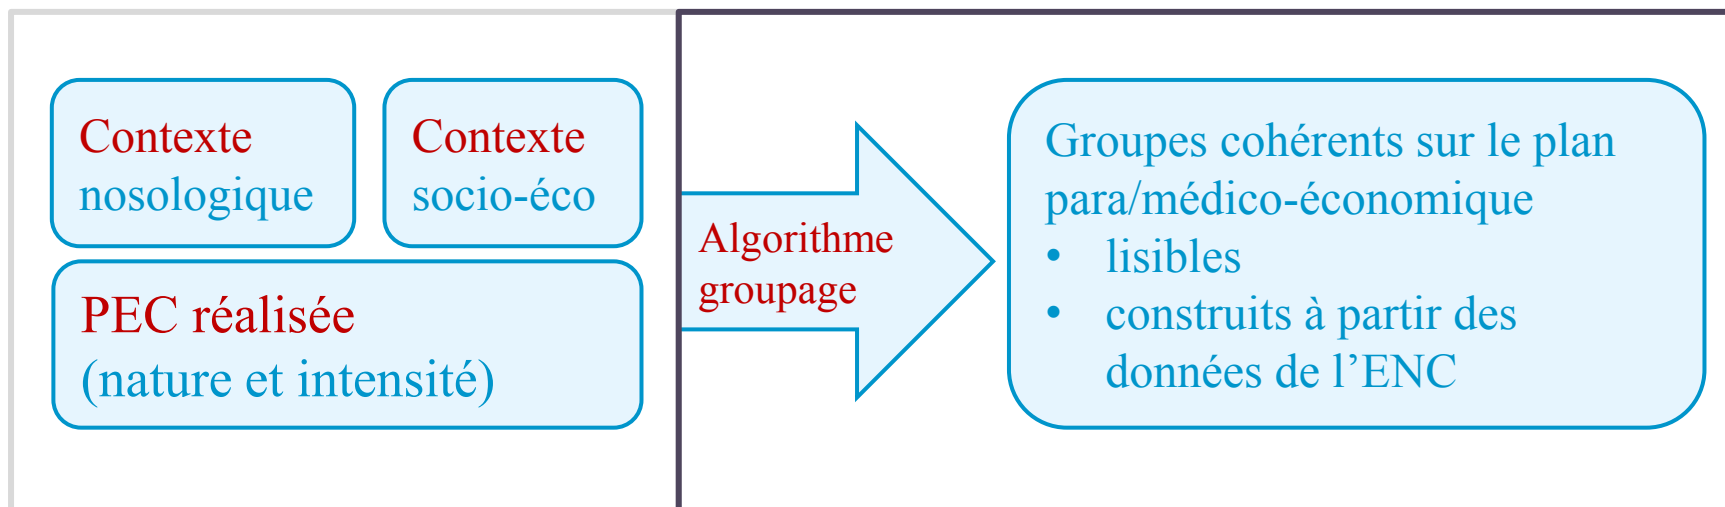 Contexte
nosologique
Contexte
socio-éco
PEC réalisée
(nature et intensité)
Algorithme
groupage
Groupes cohérents sur le plan
para/médico-économique
• lisibles
• construits à partir des
données de l’ENC